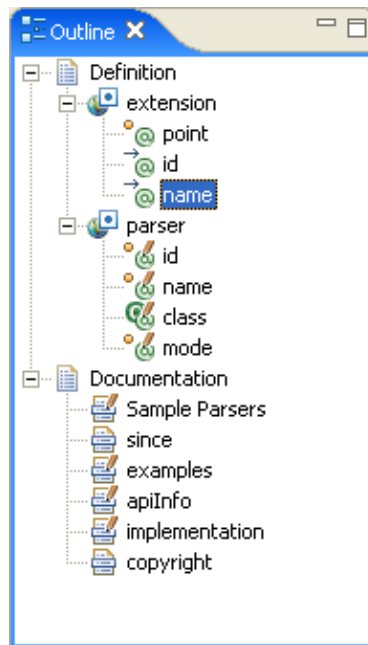 Outline
Definition
extension
point
id
name
parser
id
name
class
mode
Documentation
Sample Parsers
since
examples
apiInfo
implementation
copyright